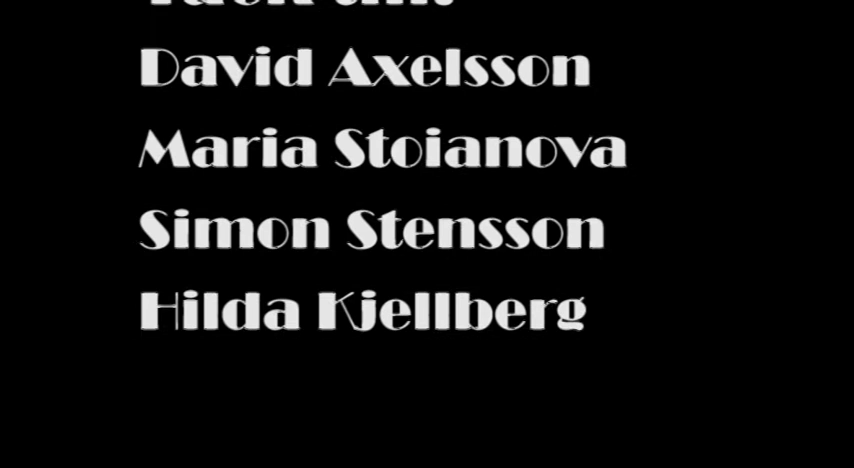 David Axelsson
Maria Stoianova
Simon Stensson
Hilda Kjellberg